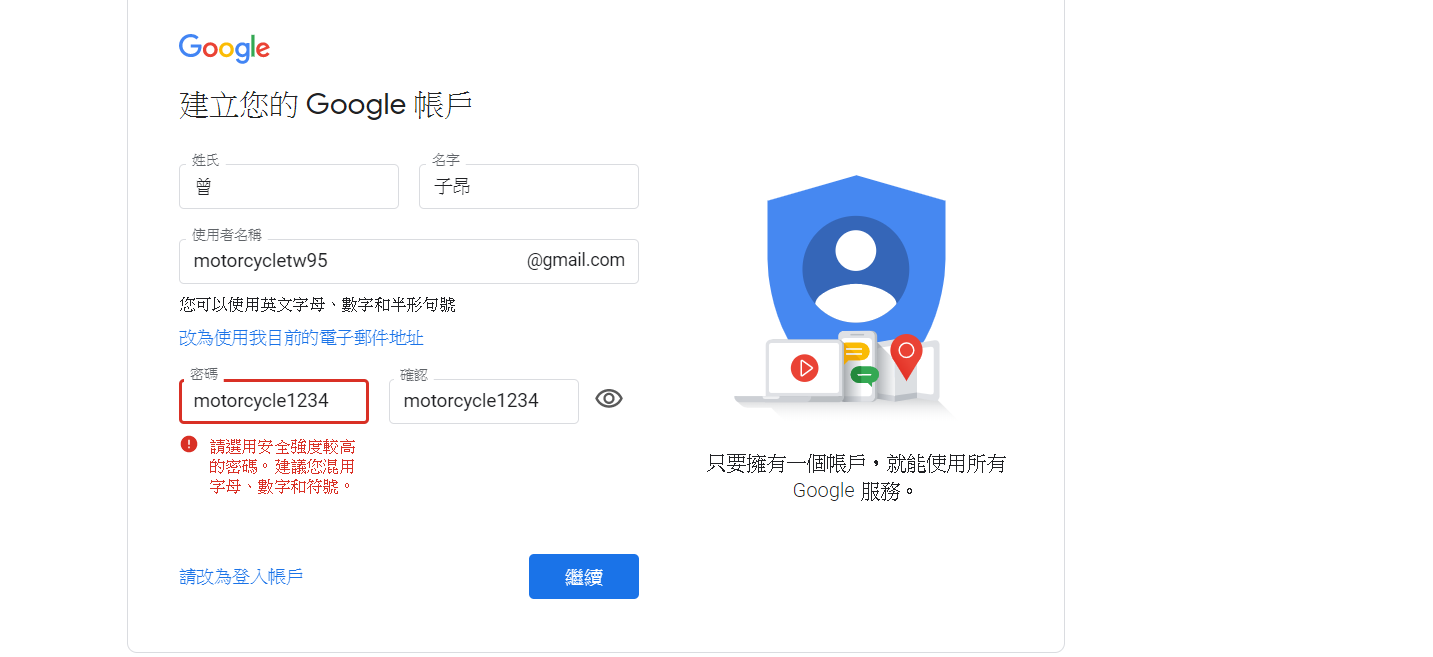 Google
建立您的 Google 帳戶
姓氏
名字
曾
子昂
使用者名稱
motorcycletw95 @gmail.com
您可以使用英文字母、數字和半形句號
改為使用我目前的電子郵件地址
密碼
確認
motorcycle1234
motorcycle1234
請選用安全強度較高
的密碼。建議您混用
字母、數字和符號。
只要擁有一個帳戶，就能使用所有
Google 服務。
請改為登入帳戶
繼續